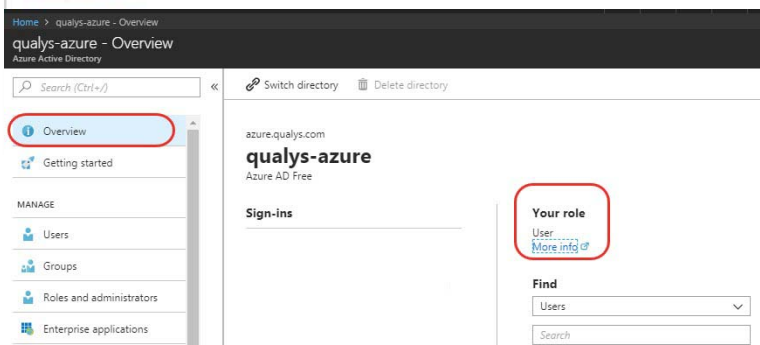 Home > qualys-azure - Overview
qualys-azure - Overview
Azure Active Directory
Search (Ctrl+/)
«
Switch directory
Delete directory
Overview
Getting started
MANAGE
Users
Groups
Roles and administrators
Enterprise applications
azure.qualys.com
qualys-azure
Azure AD Free
Sign-ins
Your role
User
More info
Find
Users
Search